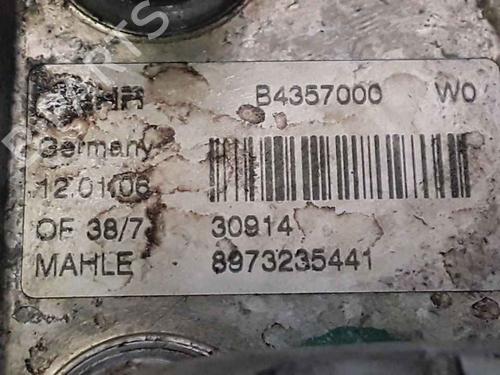 B4357000 W0
Germany
12.01.06
OF 38/7 30914
MAHLE 8973235441